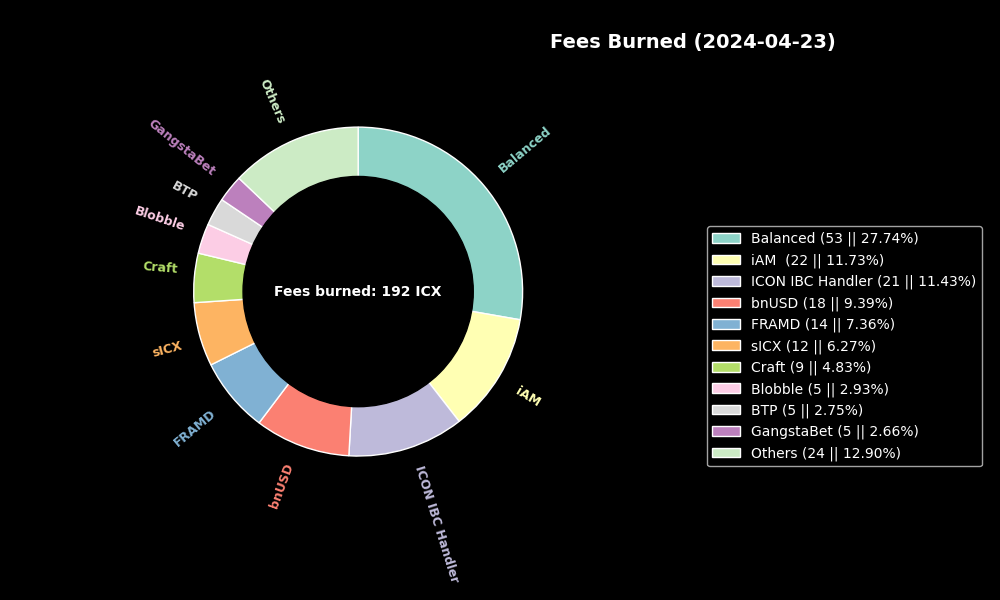 Fees Burned (2024-04-23)
Others
Balanced
GangstaBet
BTP
Blobble
Craft
Fees burned: 192 ICX
sICX
iAM
FRAMD
bnUSD
ICON IBC Handler
Balanced (53 || 27.74%)
iAM  (22 || 11.73%)
ICON IBC Handler (21 || 11.43%)
bnUSD (18 || 9.39%)
FRAMD (14 || 7.36%)
sICX (12 || 6.27%)
Craft (9 || 4.83%)
Blobble (5 || 2.93%)
BTP (5 || 2.75%)
GangstaBet (5 || 2.66%)
Others (24 || 12.90%)